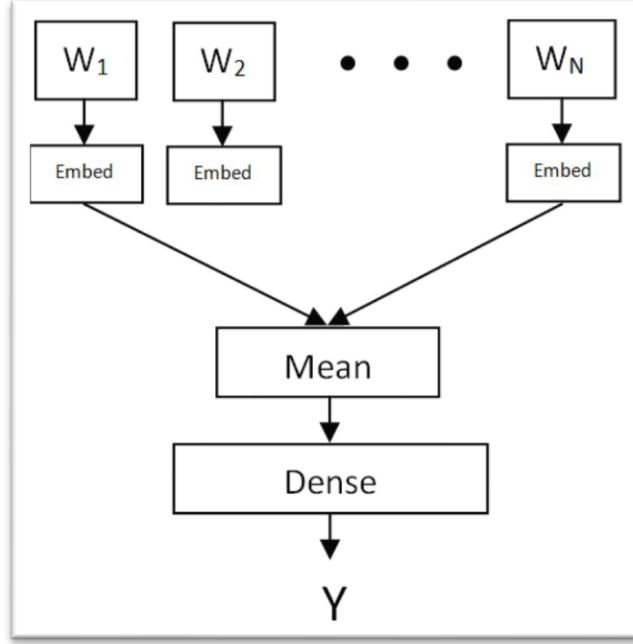 W₁ W₂ • • • W_N
Embed Embed Embed
Mean
Dense
Y